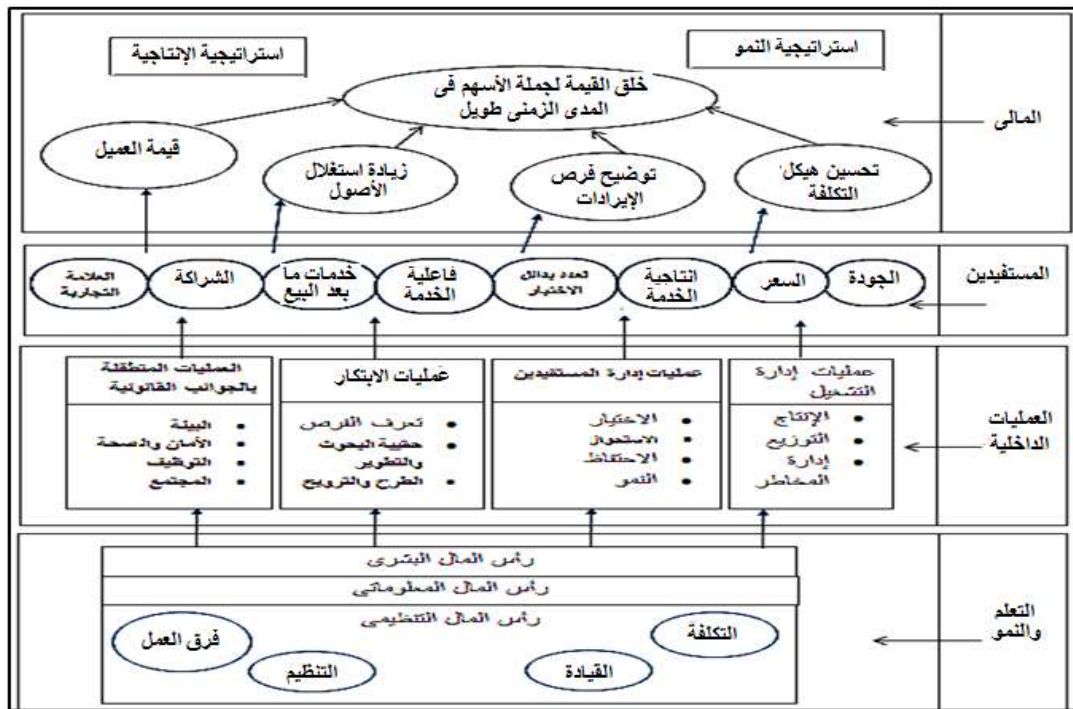 استراتيجية النمو
استراتيجية الإنتاجية
خلق القيمة لجملة الأسهم فى
المدى الزمنى طويل
المالى
قيمة العميل
زيادة استغلال
الأصول
توضيح فرص
الإيرادات
تحسين هيكل
التكلفة
المستفيدين
الجودة
السعر
انتاجية
الخدمة
تعدد بدائل
الاختيار
فاعلية
الخدمة
خدمات ما
بعد البيع
الشراكة
العلامة
التجارية
العمليات
الداخلية
عمليات إدارة
التشغيل
الإنتاج
التوزيع
إدارة
المخاطر
عمليات إدارة المستفيدين
الاختيار
الاستحواز
الاحتفاظ
النمو
عمليات الابتكار
تعرف الفرص
حقيبة البحوث
والتطوير
الطرح والترويج
العمليات المتطقلة
بالجوانب القانونية
البيئة
الأمان والصحة
التوظيف
المجتمع
التعلم
والنمو
رأس المال البشرى
رأس المال المعلوماتى
رأس المال التنظيمى
التكلفة
القيادة
التنظيم
فرق العمل